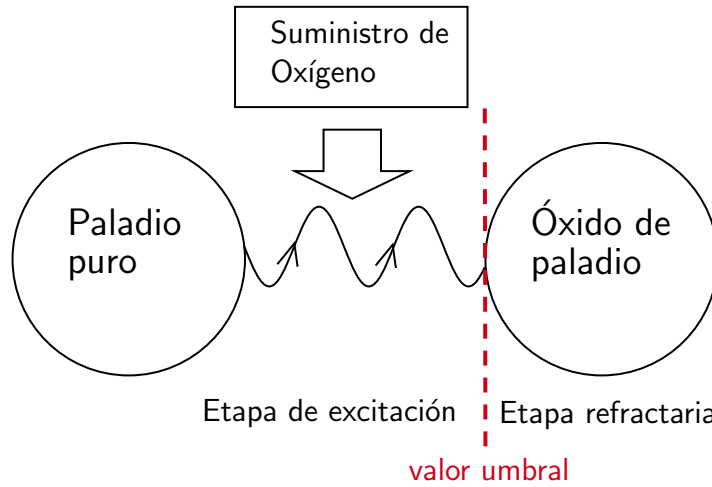 Suministro de
Oxígeno
Paladio
puro
Óxido de
paladio
Etapa de excitación
Etapa refractaria
valor umbral